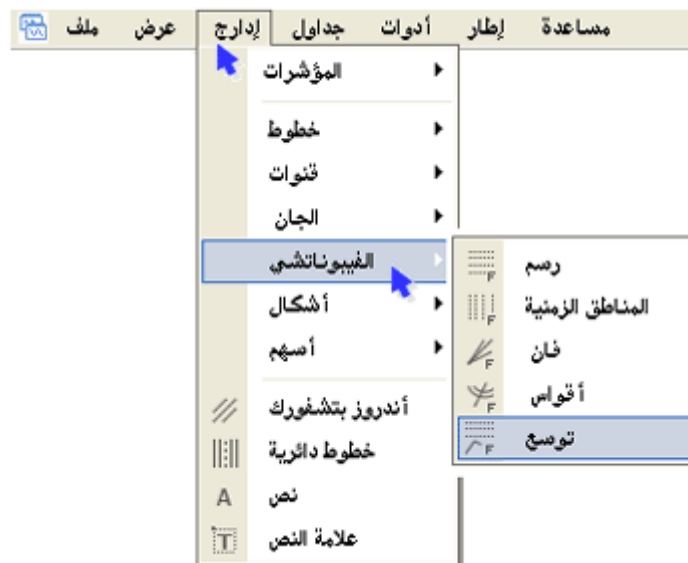 ملف عرض إدارج جداول أدوات إطار مساعدة
المؤشرات
خطوط
قنوات
الجان
الفيبوناتشي
أشكال
أسهم
أندروز بتشفورك
خطوط دائرية
نص
علامة النص
رسم
المناطق الزمنية
فان
أقواس
توسع